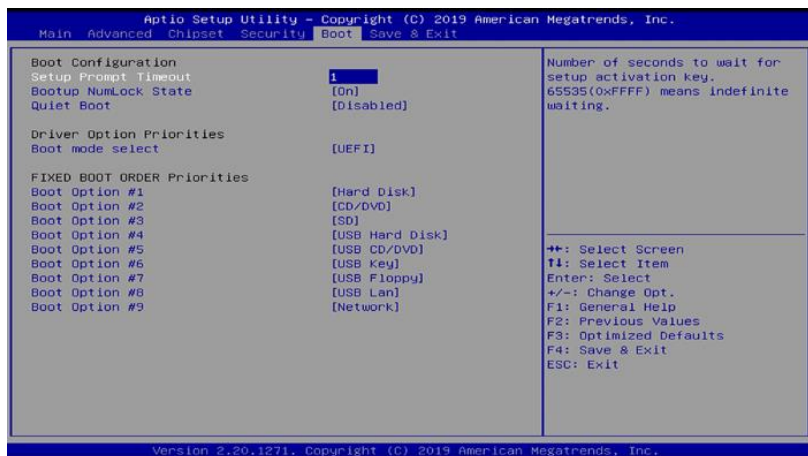 Aptio Setup Utility – Copyright (C) 2019 American Megatrends, Inc.
Main Advanced Chipset Security Boot Save & Exit
Boot Configuration
Setup Prompt Timeout 1
Bootup NumLock State [On]
Quiet Boot [Disabled]
Driver Option Priorities
Boot mode select [UEFI]
FIXED BOOT ORDER Priorities
Boot Option #1 [Hard Disk]
Boot Option #2 [CD/DVD]
Boot Option #3 [SD]
Boot Option #4 [USB Hard Disk]
Boot Option #5 [USB CD/DVD]
Boot Option #6 [USB Key]
Boot Option #7 [USB Floppy]
Boot Option #8 [USB Lan]
Boot Option #9 [Network]
Number of seconds to wait for
setup activation key.
65535(0xFFFF) means indefinite
waiting.
→←: Select Screen
↑↓: Select Item
Enter: Select
+/-: Change Opt.
F1: General Help
F2: Previous Values
F3: Optimized Defaults
F4: Save & Exit
ESC: Exit
Version 2.20.1271. Copyright (C) 2019 American Megatrends, Inc.